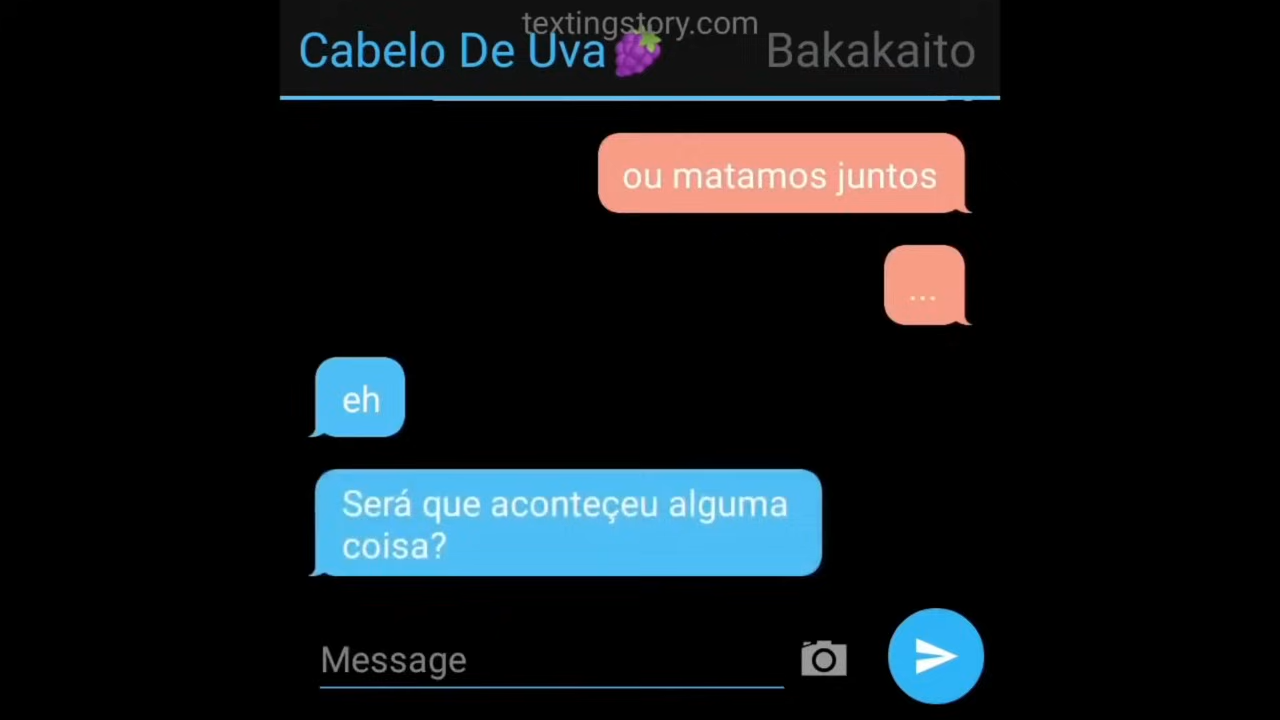 textingstory.com
Cabelo De Uva🍇 Bakakaito
ou matamos juntos
...
eh
Será que aconteçeu alguma
coisa?
Message